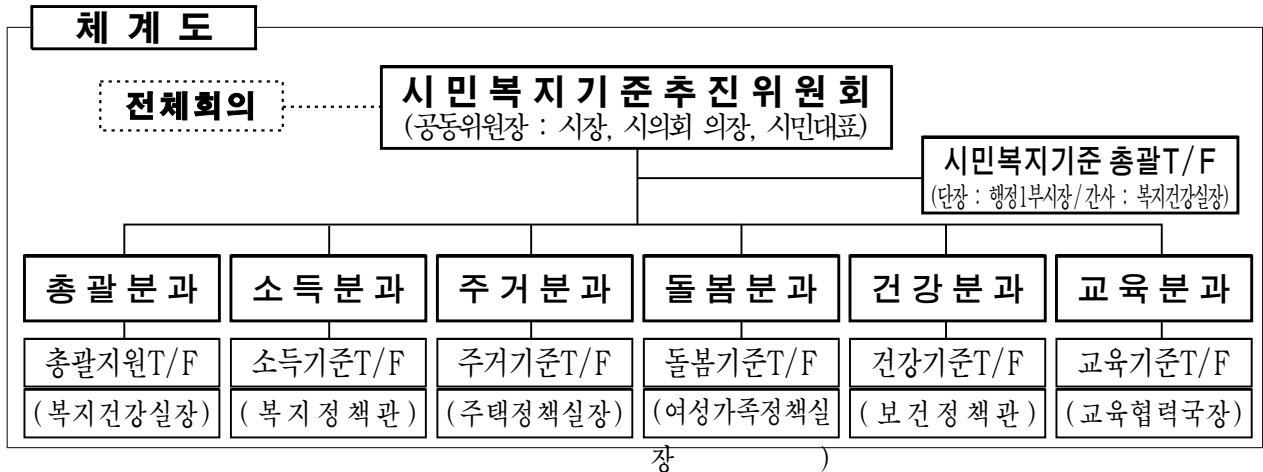 체 계 도
전체회의
시 민 복 지 기 준 추 진 위 원 회
(공동위원장 : 시장, 시의회 의장, 시민대표)
시민복지기준 총괄T/F
(단장 : 행정1부시장/간사 : 복지건강실장)
총 괄 분 과
소 득 분 과
주 거 분 과
돌 봄 분 과
건 강 분 과
교 육 분 과
총괄지원T/F
소득기준T/F
주거기준T/F
돌봄기준T/F
건강기준T/F
교육기준T/F
(복지건강실장)
(복지정책관)
(주택정책실장)
(여성가족정책실
장 )
(보건정책관)
(교육협력국장)